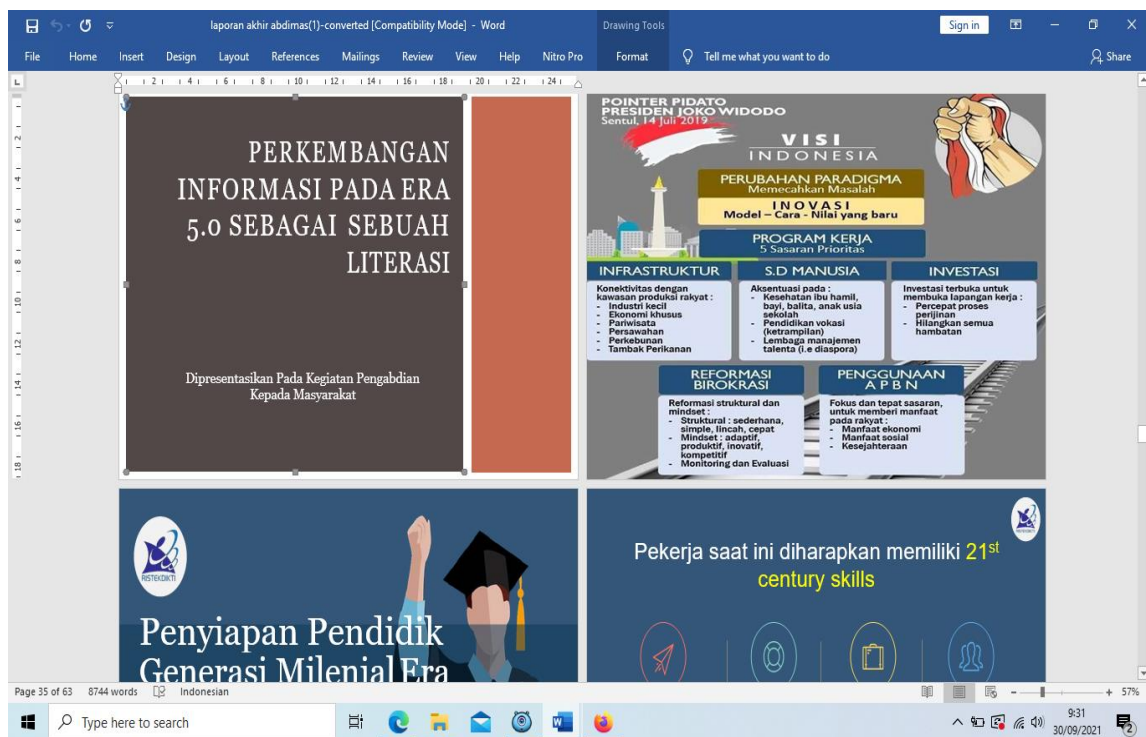 laporan akhir abdimas(1)-converted [Compatibility Mode] - Word
Drawing Tools
Sign in
File Home Insert Design Layout References Mailings Review View Help Nitro Pro Format Tell me what you want to do Share
PERKEMBANGAN
INFORMASI PADA ERA
5.0 SEBAGAI SEBUAH
LITERASI
Dipresentasikan Pada Kegiatan Pengabdian
Kepada Masyarakat
POINTER PIDATO
PRESIDEN JOKO WIDODO
Sentul, 14 Juli 2019
VISI
INDONESIA
PERUBAHAN PARADIGMA
Memecahkan Masalah
INOVASI
Model – Cara - Nilai yang baru
PROGRAM KERJA
5 Sasaran Prioritas
INFRASTRUKTUR
Konektivitas dengan
kawasan produksi rakyat :
- Industri kecil
- Ekonomi khusus
- Pariwisata
- Persawahan
- Perkebunan
- Tambak Perikanan
S.D MANUSIA
Aksentuasi pada :
- Kesehatan ibu hamil,
bayi, balita, anak usia
sekolah
- Pendidikan vokasi
(ketrampilan)
- Lembaga manajemen
talenta (i.e diaspora)
INVESTASI
Investasi terbuka untuk
membuka lapangan kerja :
- Percepat proses
perijinan
- Hilangkan semua
hambatan
REFORMASI
BIROKRASI
Reformasi struktural dan
mindset :
- Struktural : sederhana,
simple, lincah, cepat
- Mindset : adaptif,
produktif, inovatif,
kompetitif
- Monitoring dan Evaluasi
PENGGUNAAN
APBN
Fokus dan tepat sasaran,
untuk memberi manfaat
pada rakyat :
- Manfaat ekonomi
- Manfaat sosial
- Kesejahteraan
RISTEKDIKTI
Penyiapan Pendidik
Generasi Milenial Era
Pekerja saat ini diharapkan memiliki 21st
century skills
Page 35 of 63 8744 words Indonesian 57%
Type here to search
9:31
30/09/2021